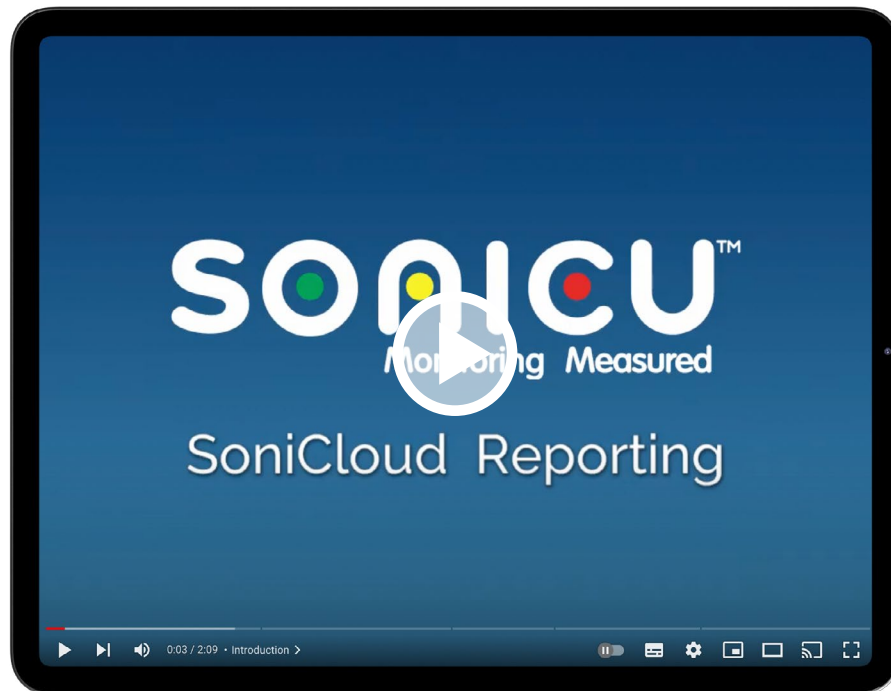 SONICU™
Monitoring Measured
SoniCloud Reporting
0:03 / 2:09 • Introduction >